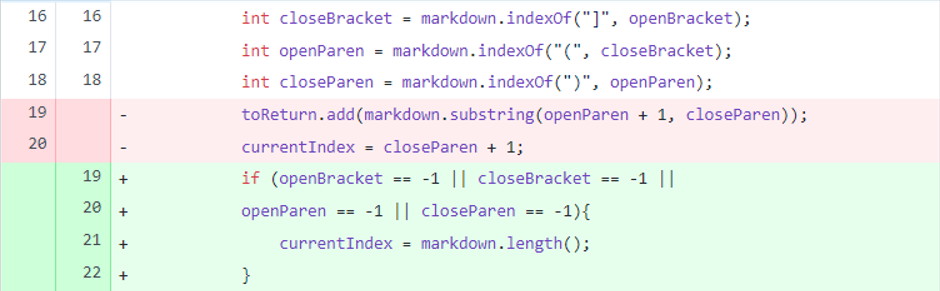 16 16 int closeBracket = markdown.indexOf("]", openBracket);
17 17 int openParen = markdown.indexOf("(", closeBracket);
18 18 int closeParen = markdown.indexOf(")", openParen);
19 - toReturn.add(markdown.substring(openParen + 1, closeParen));
20 - currentIndex = closeParen + 1;
19 + if (openBracket == -1 || closeBracket == -1 ||
20 + openParen == -1 || closeParen == -1){
21 + currentIndex = markdown.length();
22 + }